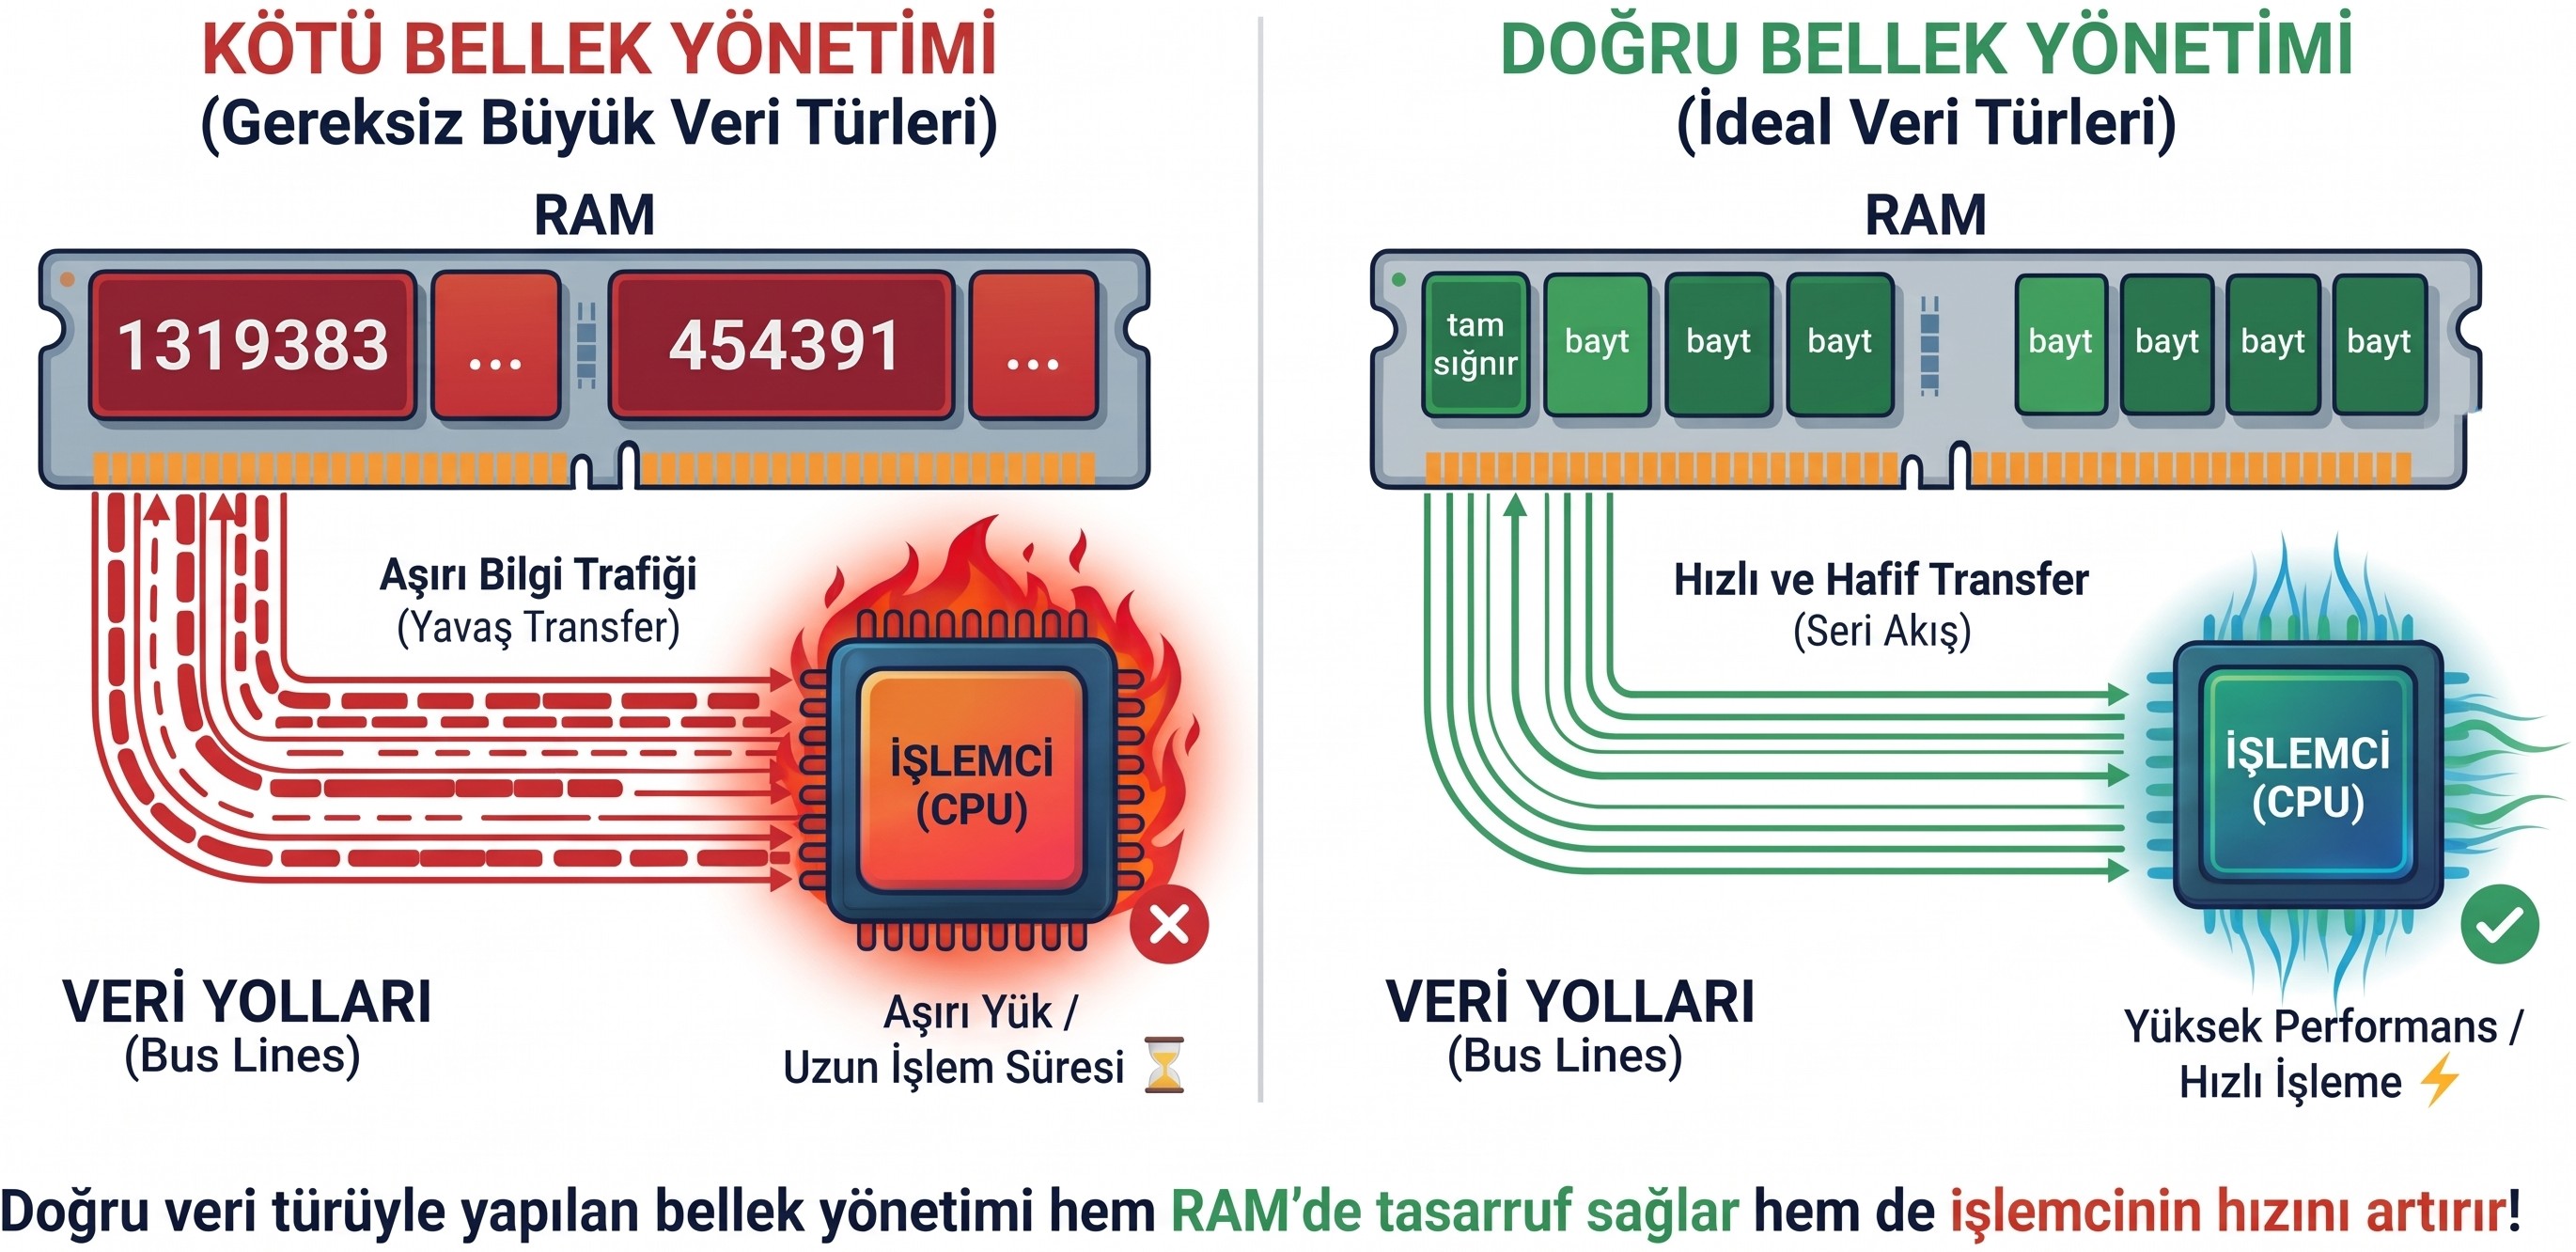 KÖTÜ BELLEK YÖNETİMİ
(Gereksiz Büyük Veri Türleri)
RAM
1319383
...
454391
...
Aşırı Bilgi Trafiği
(Yavaş Transfer)
İŞLEMCİ
(CPU)
VERİ YOLLARI
(Bus Lines)
Aşırı Yük /
Uzun İşlem Süresi
DOĞRU BELLEK YÖNETİMİ
(İdeal Veri Türleri)
RAM
tam
sığnır
bayt
bayt
bayt
bayt
bayt
bayt
bayt
Hızlı ve Hafif Transfer
(Seri Akış)
İŞLEMCİ
(CPU)
VERİ YOLLARI
(Bus Lines)
Yüksek Performans /
Hızlı İşleme
Doğru veri türüyle yapılan bellek yönetimi hem RAM’de tasarruf sağlar hem de işlemcinin hızını artırır!